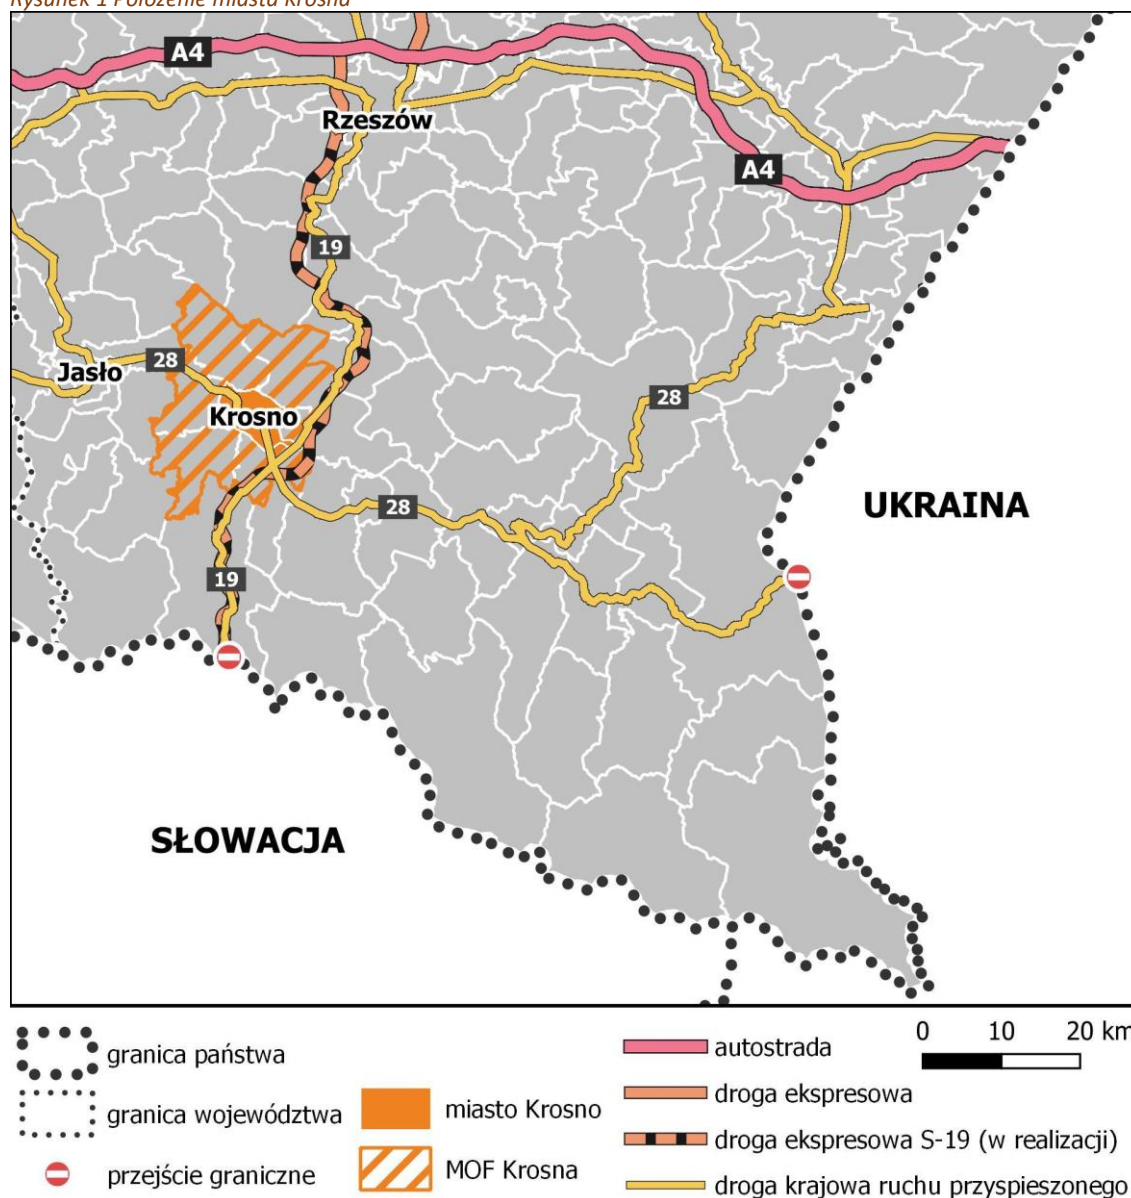 Rysunek 1 Położenie miasta Krosna
A4
Rzeszów
A4
19
28
Jasło
28
Krosno
28
UKRAINA
19
SŁOWACJA
granica państwa
granica województwa
przejście graniczne
miasto Krosno
MOF Krosna
0 10 20 km
autostrada
droga ekspresowa
droga ekspresowa S-19 (w realizacji)
droga krajowa ruchu przyspieszonego